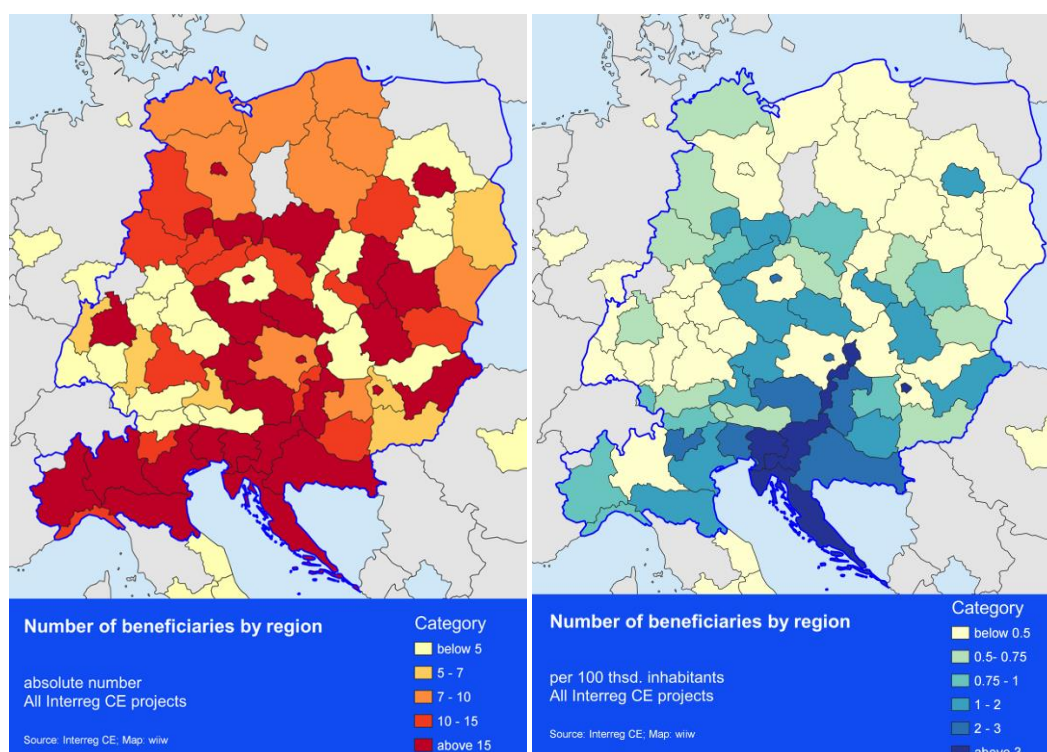 Number of beneficiaries by region
absolute number
All Interreg CE projects
Source: Interreg CE; Map: wiiw
Category
below 5
5 - 7
7 - 10
10 - 15
above 15
Number of beneficiaries by region
per 100 thsd. inhabitants
All Interreg CE projects
Source: Interreg CE; Map: wiiw
Category
below 0.5
0.5- 0.75
0.75 - 1
1 - 2
2 - 3
above 3